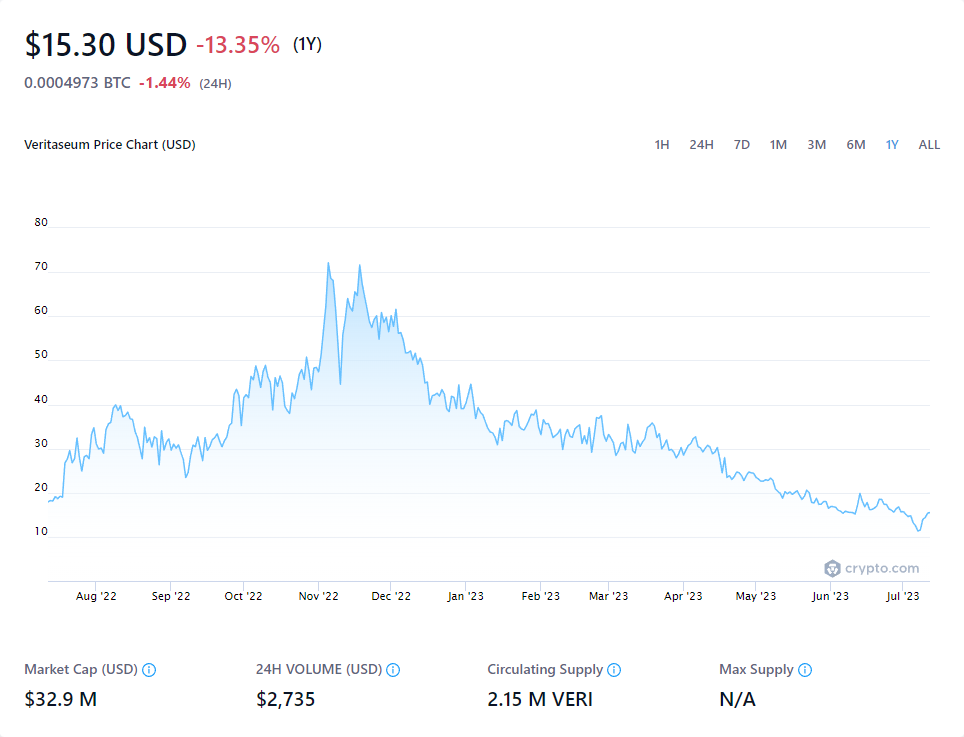 $15.30 USD -13.35% (1Y)
0.0004973 BTC -1.44% (24H)
Veritaseum Price Chart (USD) 1H 24H 7D 1M 3M 6M 1Y ALL
80
70
60
50
40
30
20
10
crypto.com
Aug '22 Sep '22 Oct '22 Nov '22 Dec '22 Jan '23 Feb '23 Mar '23 Apr '23 May '23 Jun '23 Jul '23
Market Cap (USD) 24H VOLUME (USD) Circulating Supply Max Supply
$32.9 M $2,735 2.15 M VERI N/A